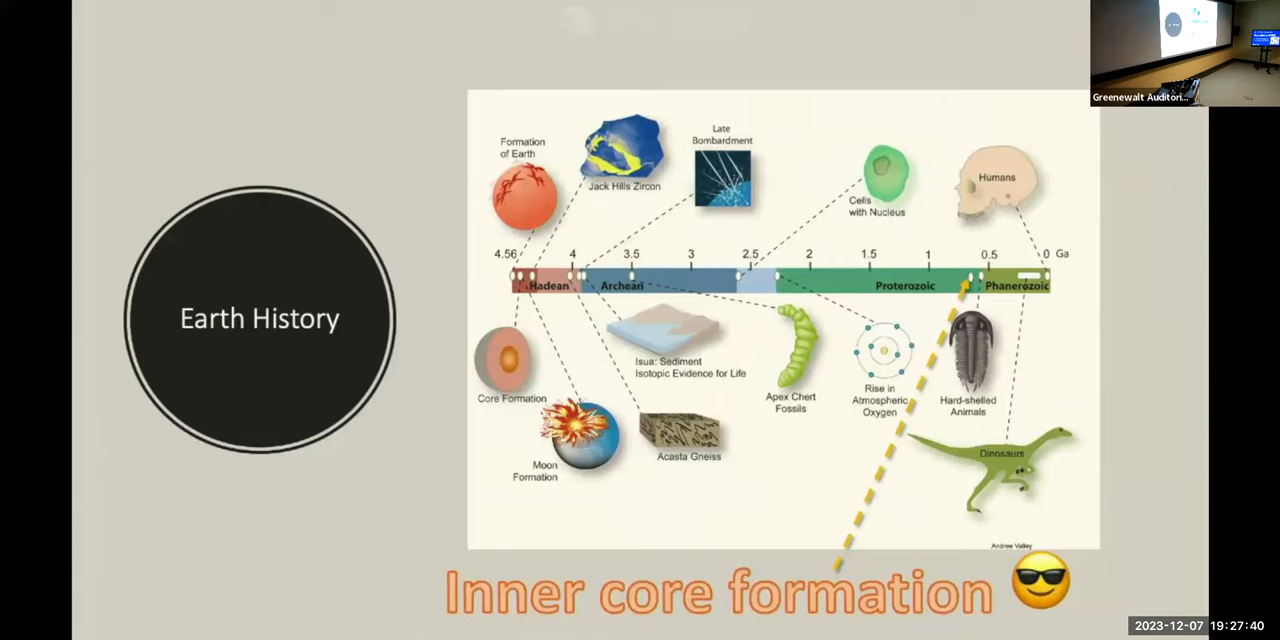 Greenewalt Auditori...
Earth History
Formation
of Earth
Jack Hills Zircon
Late
Bombardment
Cells
with Nucleus
Humans
4.56 4 3.5 3 2.5 2 1.5 1 0.5 0 Ga
Hadean Archean Proterozoic Phanerozoic
Core Formation
Isua: Sediment
Isotopic Evidence for Life
Moon
Formation
Acasta Gneiss
Apex Chert
Fossils
Rise in
Atmospheric
Oxygen
Hard-shelled
Animals
Dinosaurs
Andree Valley
Inner core formation
2023-12-07 19:27:40